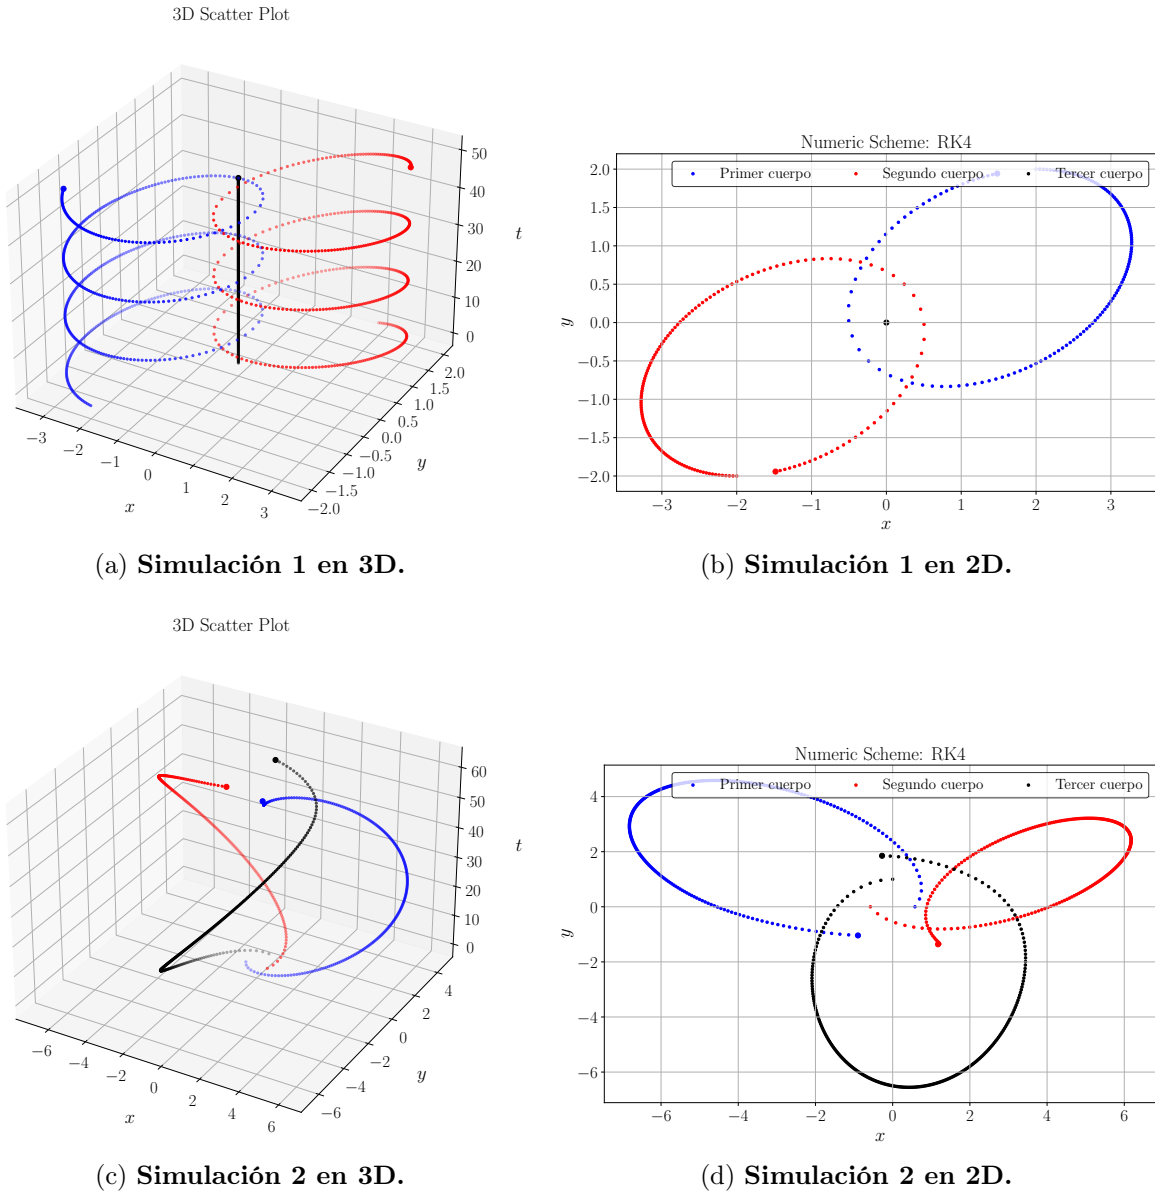 3D Scatter Plot
50
40
30
20
10
0
t
2.0
1.5
1.0
0.5
0.0
−0.5
−1.0
−1.5
−2.0
y
−3
−2
−1
0
1
2
3
x
Numeric Scheme: RK4
Primer cuerpo
Segundo cuerpo
Tercer cuerpo
2.0
1.5
1.0
0.5
0.0
−0.5
−1.0
−1.5
−2.0
y
−3 −2 −1 0 1 2 3
x
(a) Simulación 1 en 3D.
(b) Simulación 1 en 2D.
3D Scatter Plot
60
50
40
30
20
10
0
t
4
2
0
−2
−4
−6
y
−6
−4
−2
0
2
4
6
x
Numeric Scheme: RK4
Primer cuerpo
Segundo cuerpo
Tercer cuerpo
4
2
0
−2
−4
−6
y
−6 −4 −2 0 2 4 6
x
(c) Simulación 2 en 3D.
(d) Simulación 2 en 2D.